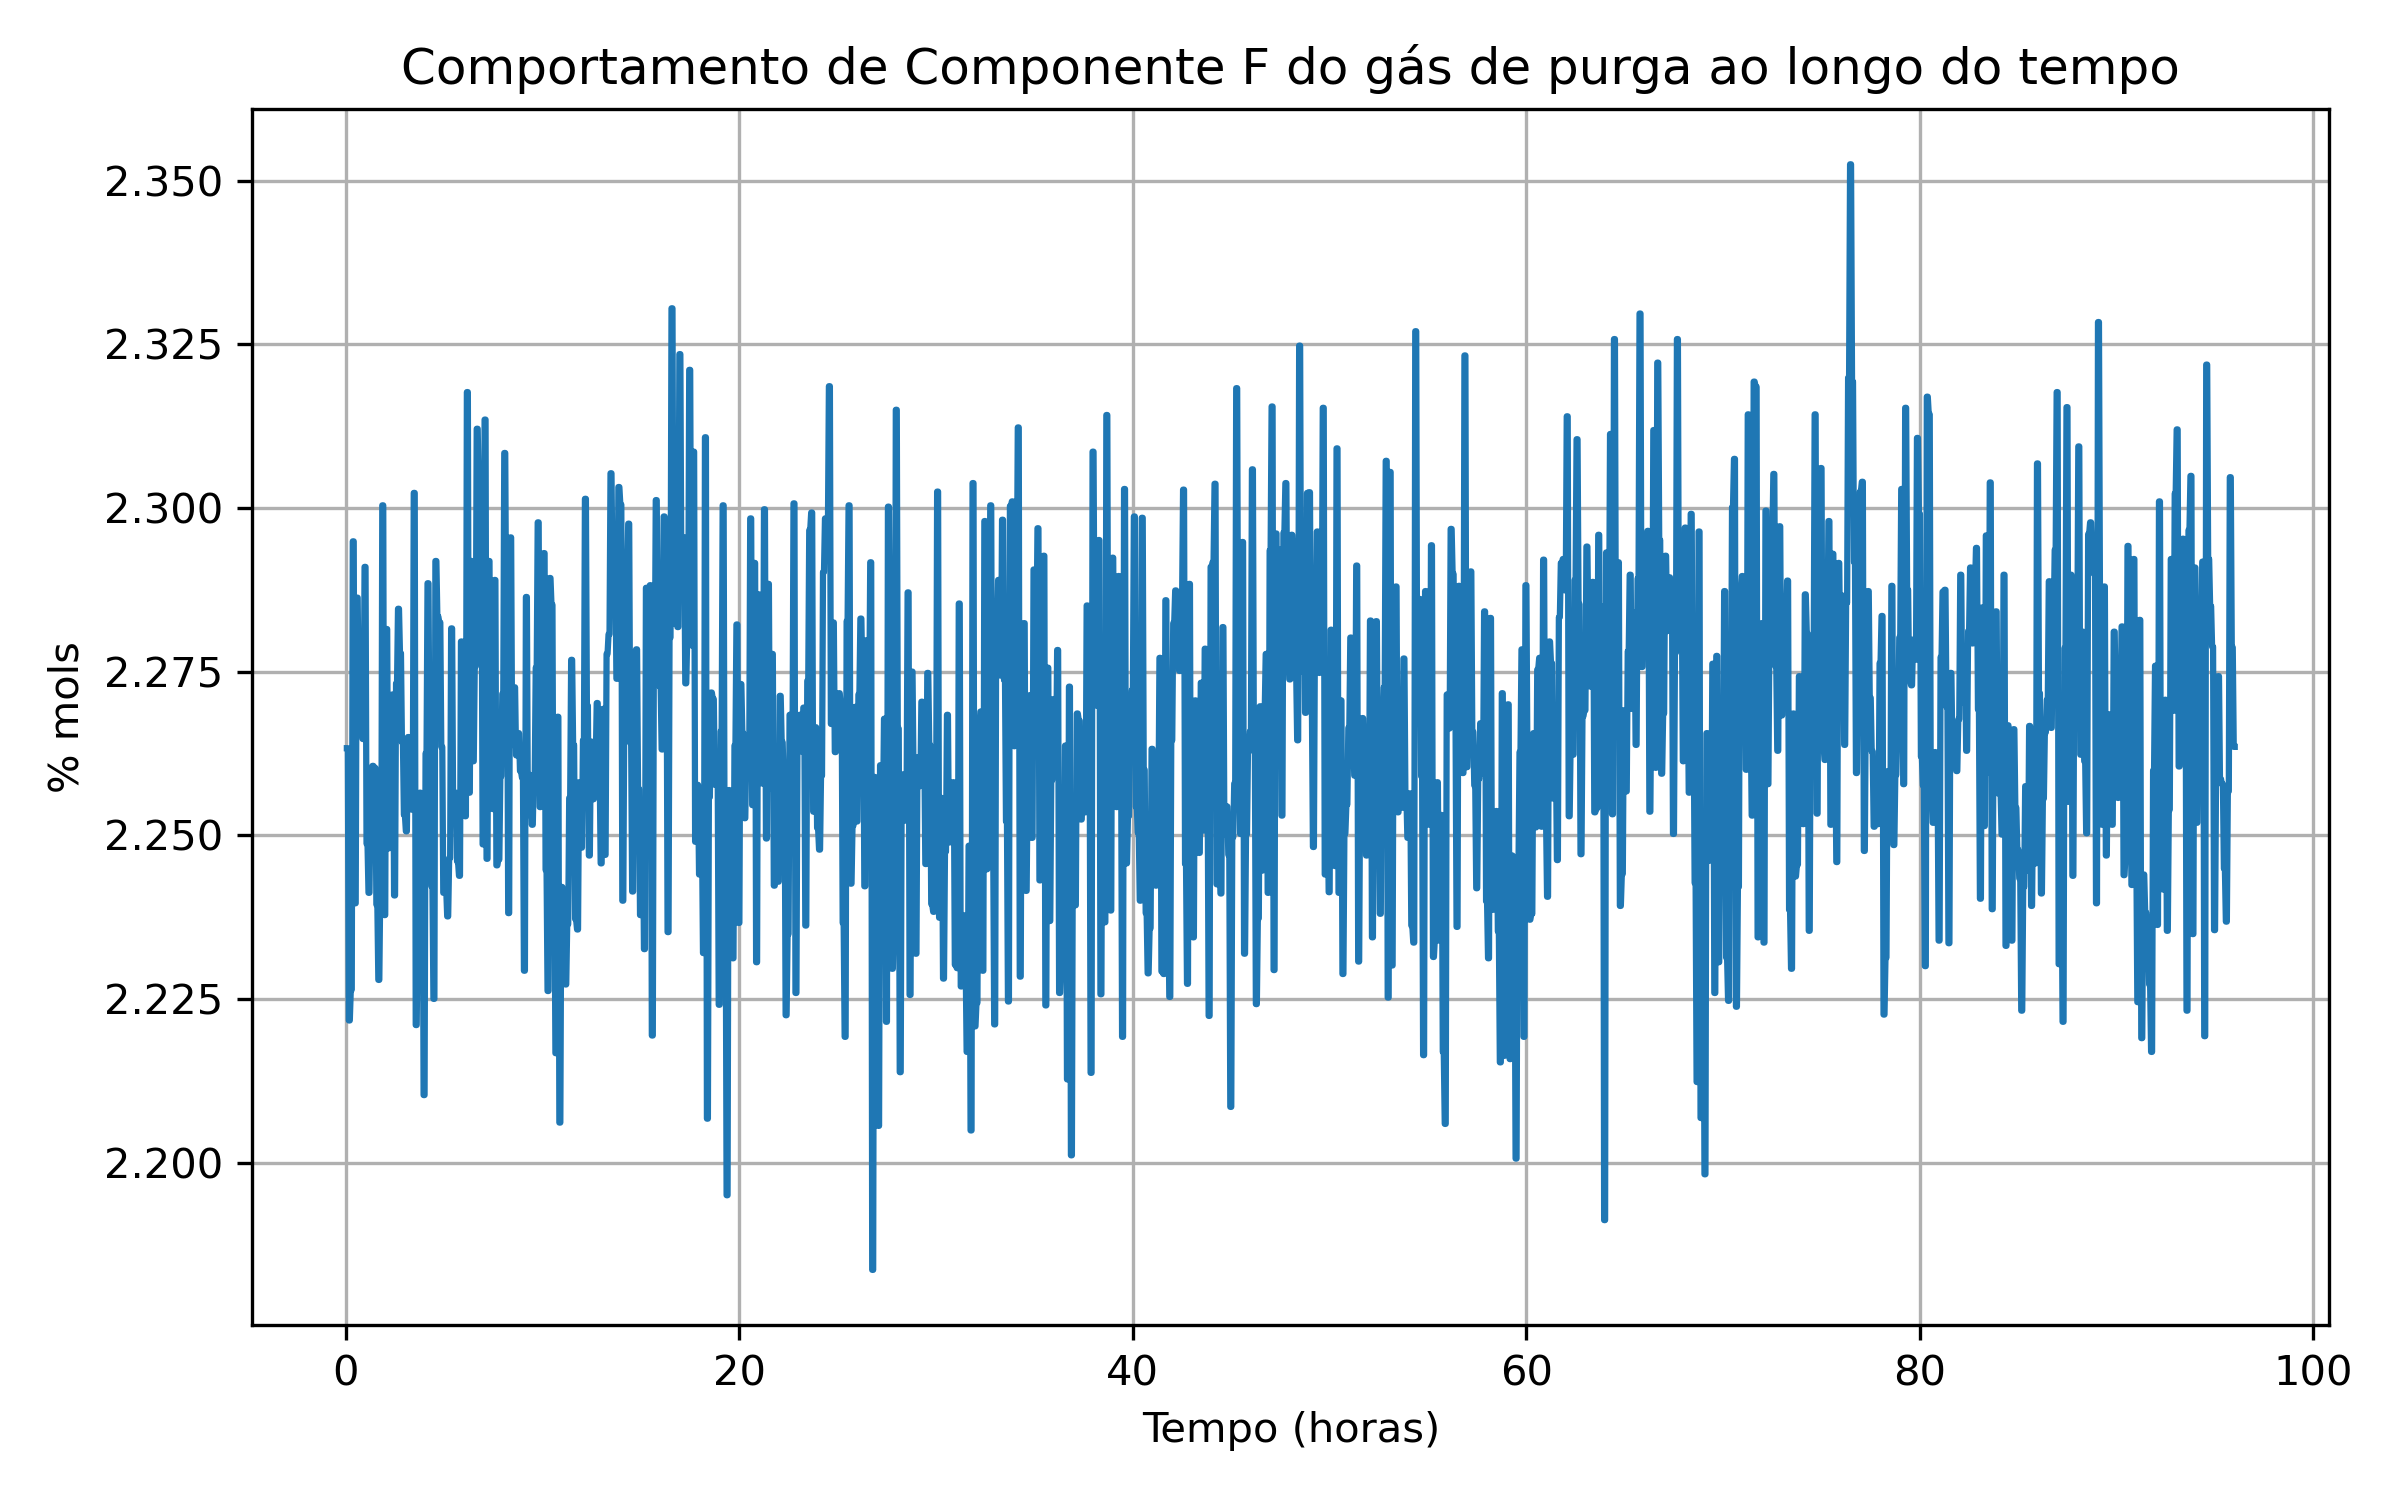 Comportamento de Componente F do gás de purga ao longo do tempo
% mols
2.350
2.325
2.300
2.275
2.250
2.225
2.200
0 20 40 60 80 100
Tempo (horas)